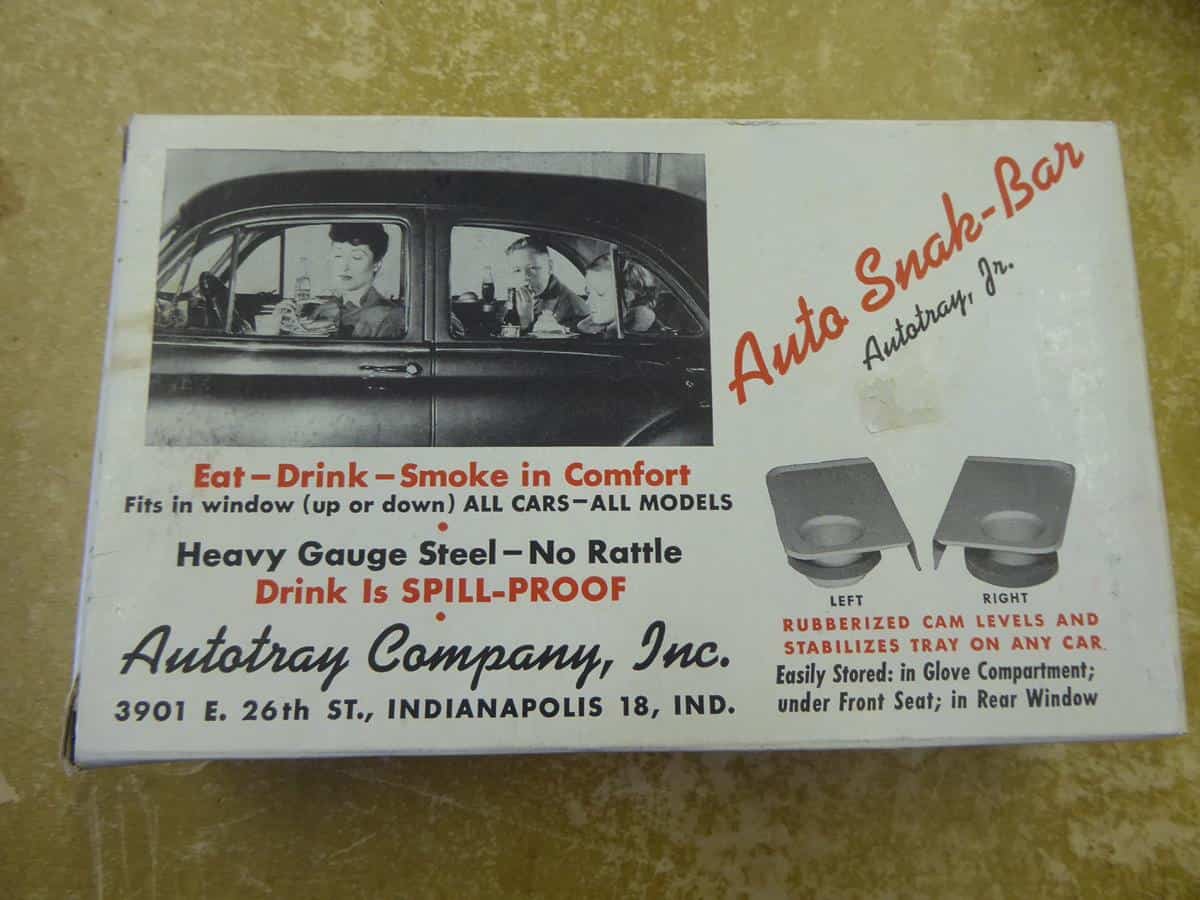 Auto Snak-Bar
Autotray, Jr.
Eat—Drink—Smoke in Comfort
Fits in window (up or down) ALL CARS—ALL MODELS
Heavy Gauge Steel—No Rattle
Drink Is SPILL-PROOF
Autotray Company, Inc.
3901 E. 26th ST., INDIANAPOLIS 18, IND.
LEFT
RIGHT
RUBBERIZED CAM LEVELS AND
STABILIZES TRAY ON ANY CAR.
Easily Stored: in Glove Compartment;
under Front Seat; in Rear Window